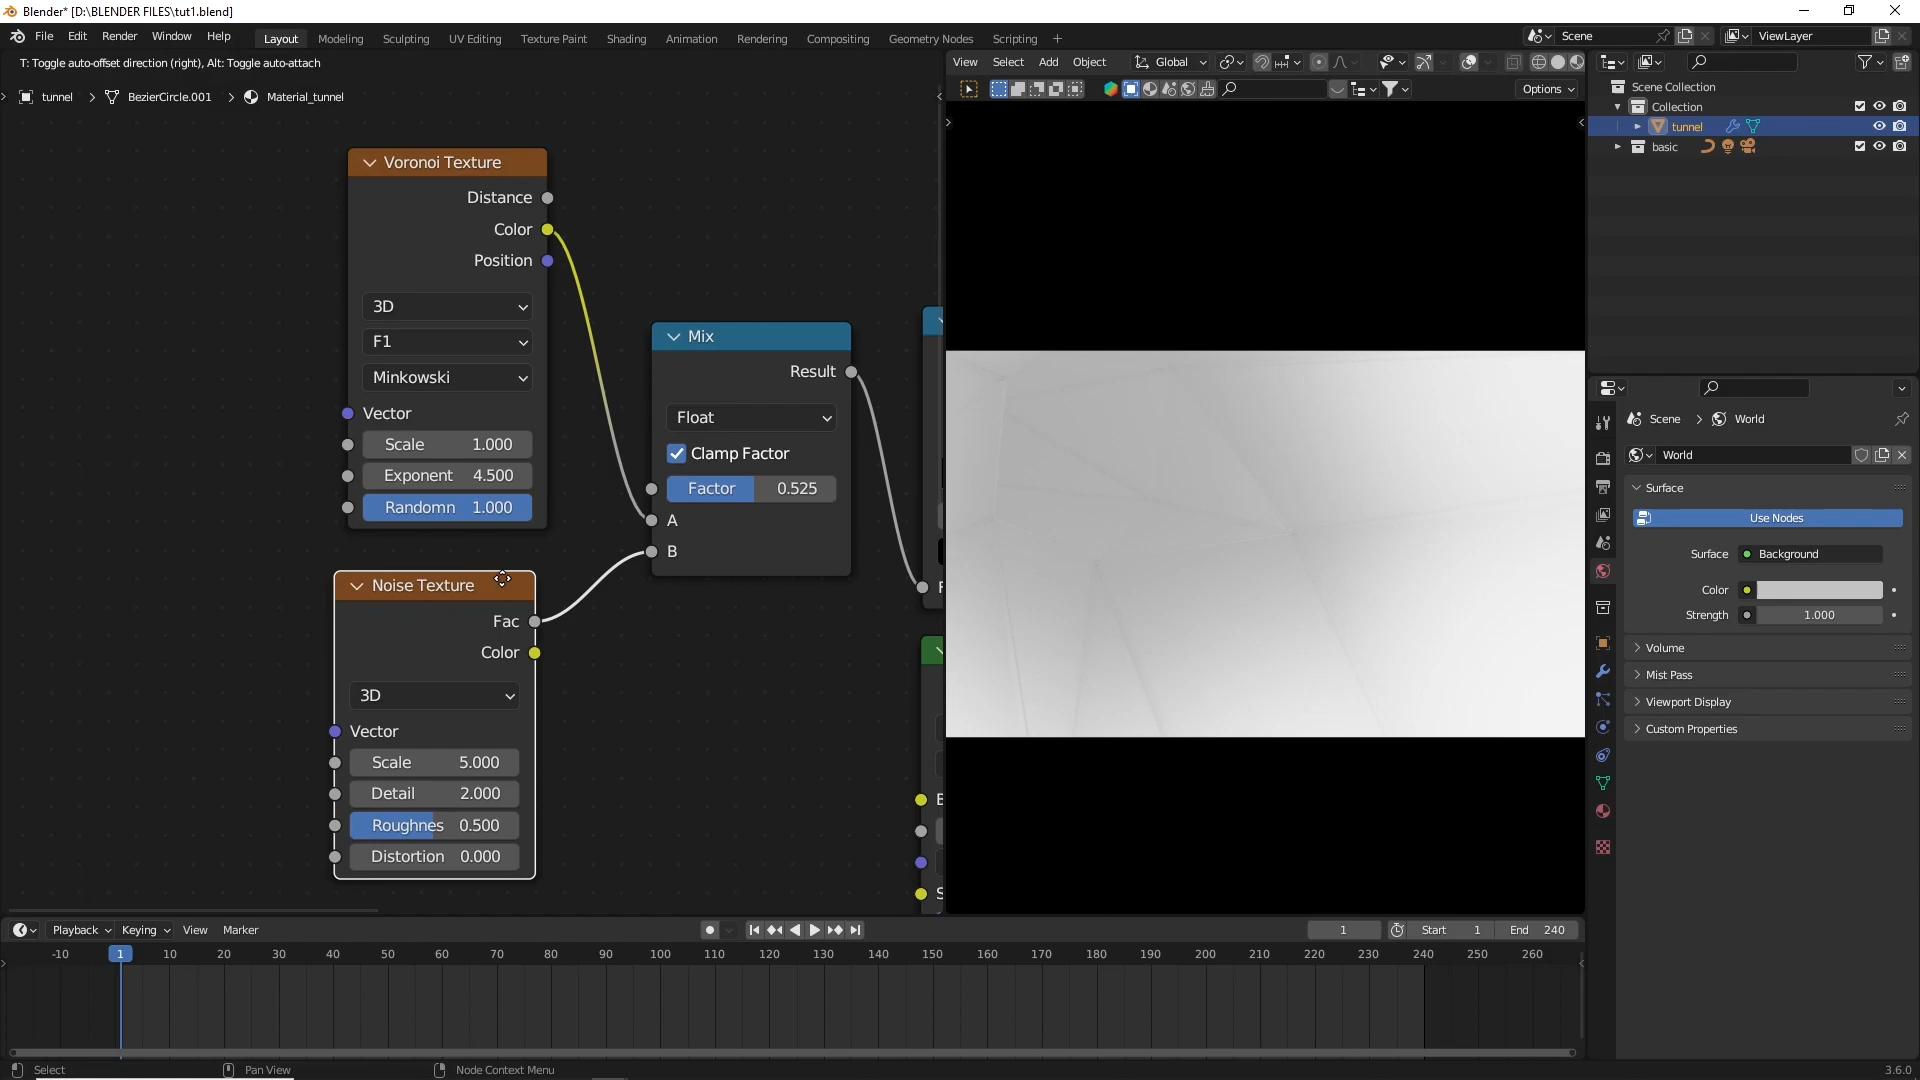 Blender* [D:\BLENDER FILES\tut1.blend]
File Edit Render Window Help Layout Modeling Sculpting UV Editing Texture Paint Shading Animation Rendering Compositing Geometry Nodes Scripting Scene ViewLayer
T: Toggle auto-offset direction (right), Alt: Toggle auto-attach
View Select Add Object Global
Scene Collection
Collection
tunnel
basic
Options
tunnel BezierCircle.001 Material_tunnel
Voronoi Texture
Distance
Color
Position
3D
F1
Minkowski
Vector
Scale 1.000
Exponent 4.500
Randomn 1.000
Mix
Result
Float
Clamp Factor
Factor 0.525
A
B
Noise Texture
Fac
Color
3D
Vector
Scale 5.000
Detail 2.000
Roughnes 0.500
Distortion 0.000
Scene World
World
Surface
Use Nodes
Surface Background
Color
Strength 1.000
Volume
Mist Pass
Viewport Display
Custom Properties
Playback Keying View Marker 1 Start 1 End 240
-10 1 10 20 30 40 50 60 70 80 90 100 110 120 130 140 150 160 170 180 190 200 210 220 230 240 250 260
Select Pan View Node Context Menu 3.6.0